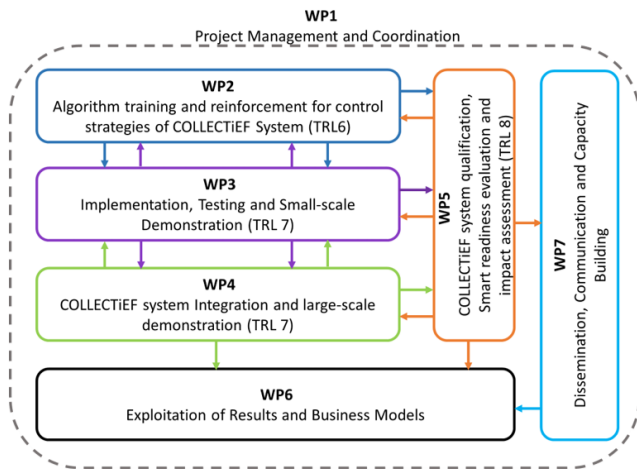 WP1
Project Management and Coordination
WP2
Algorithm training and reinforcement for control
strategies of COLLECTiEF System (TRL6)
WP3
Implementation, Testing and Small-scale
Demonstration (TRL 7)
WP4
COLLECTiEF system Integration and large-scale
demonstration (TRL 7)
WP5
COLLECTiEF system qualification,
Smart readiness evaluation and
impact assessment (TRL 8)
WP7
Dissemination, Communication and Capacity
Building
WP6
Exploitation of Results and Business Models